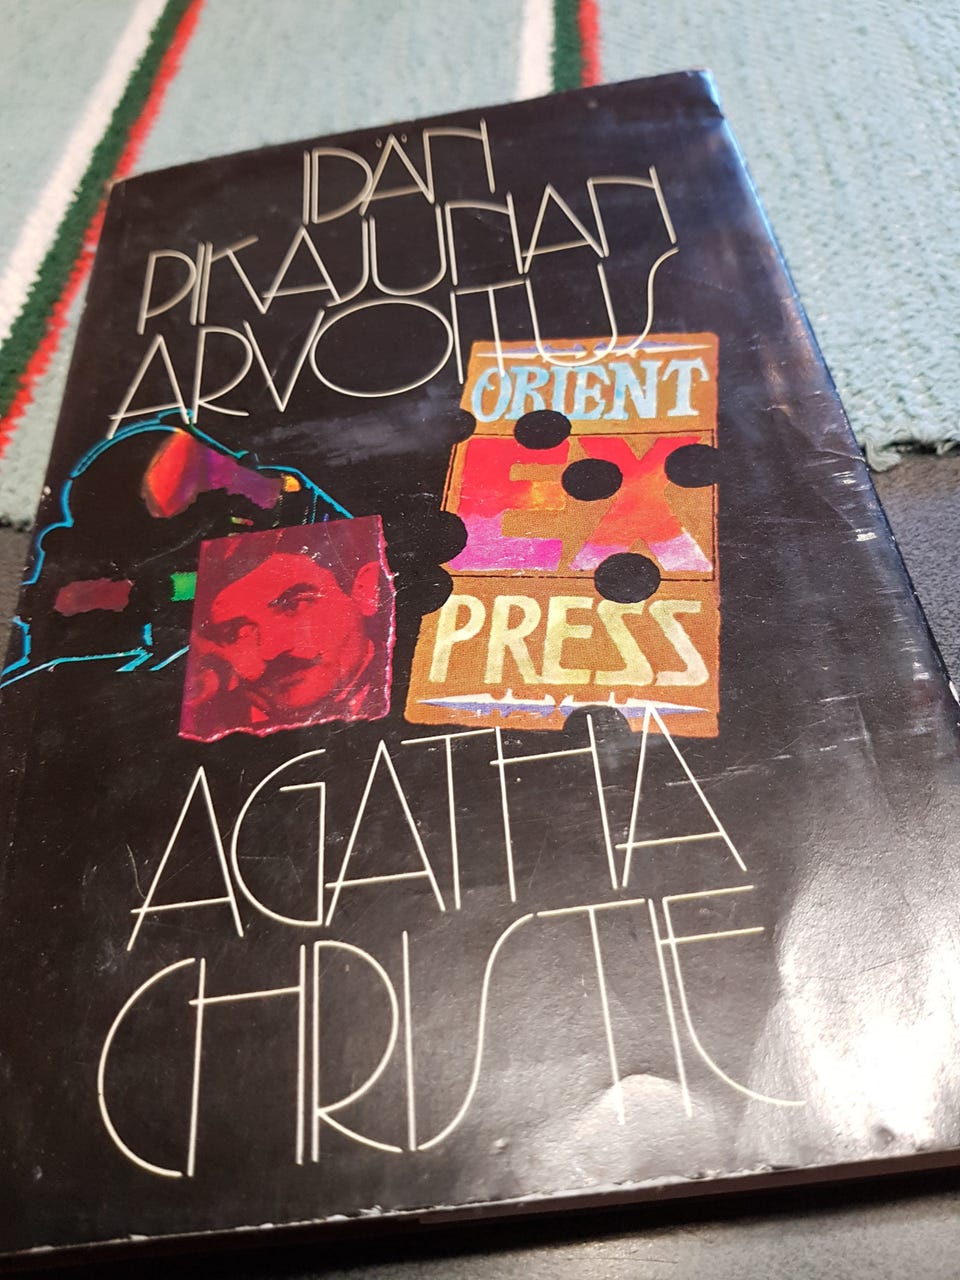 IDÄN
PIKAJUNAN
ARVOITUS
ORIENT
EX
PRESS
AGATHA
CHRISTIE